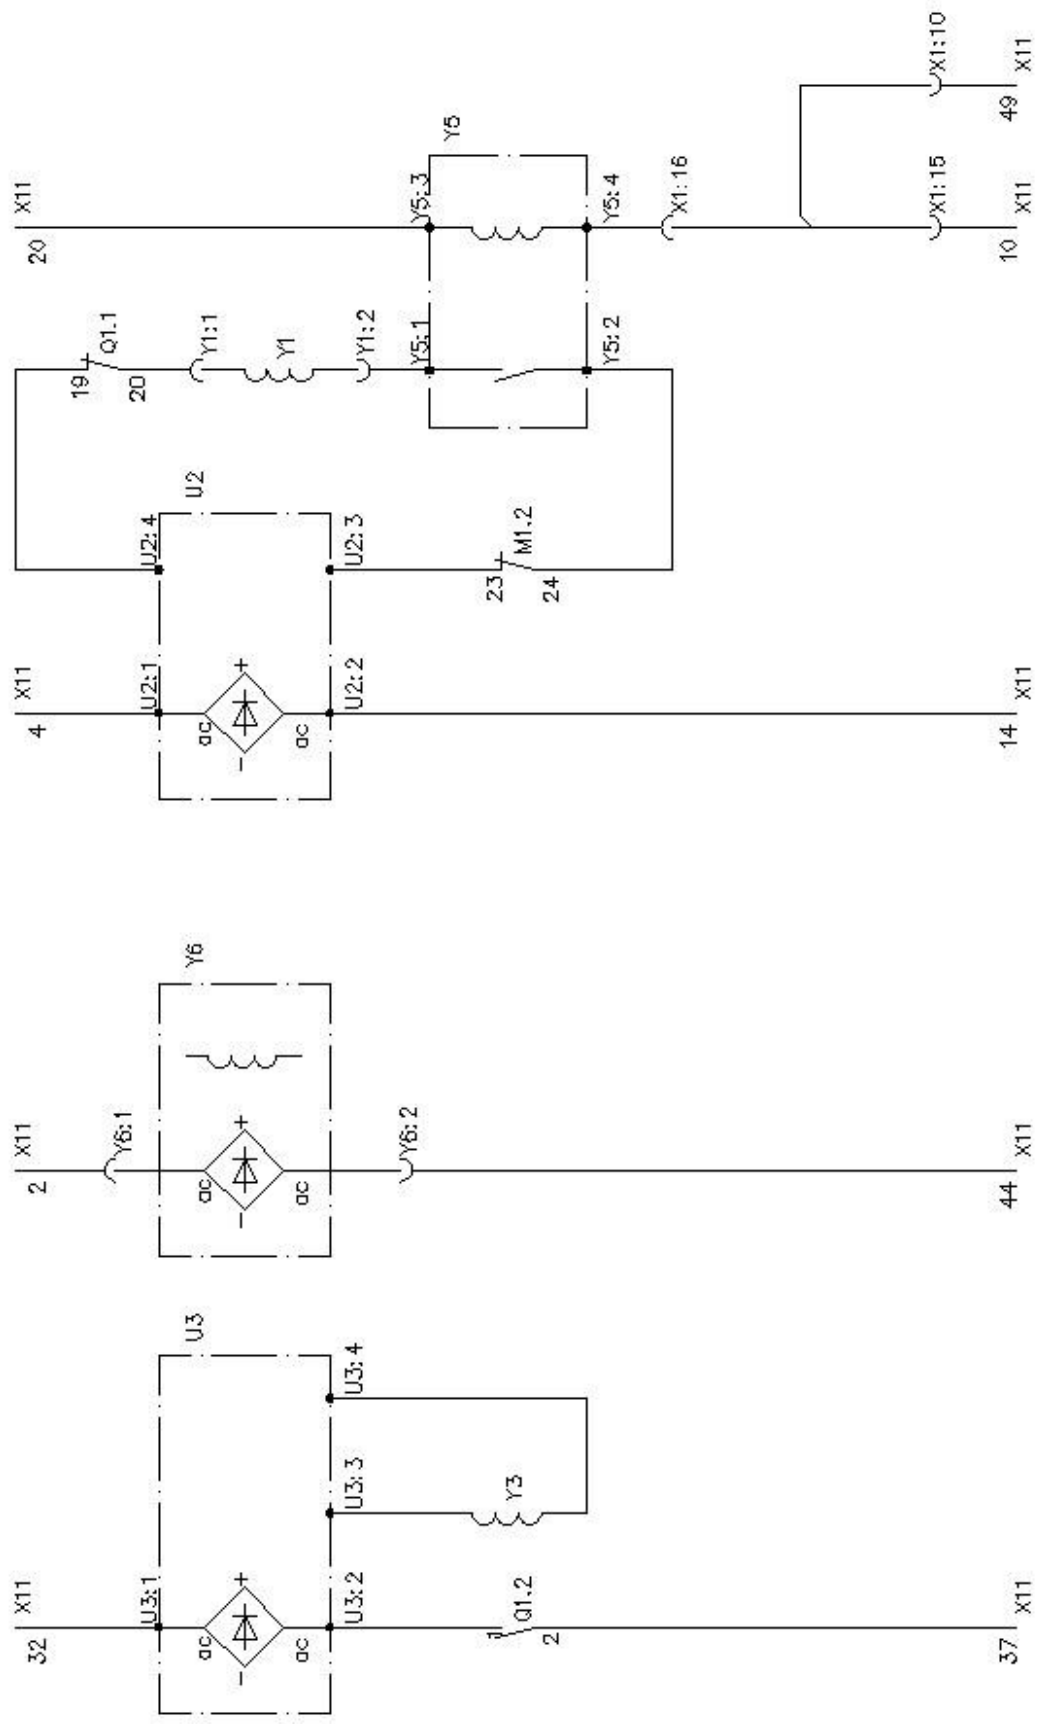 X11
20
X11
4
X11
2
X11
32
19
Q1.1
20
Y1:1
Y1
Y1:2
Y5
Y5:3
Y5:1
Y5:4
Y5:2
X1:16
X1:10
X1:15
49
X11
10
X11
U2
U2:4
U2:1
ac
+
–
ac
U2:3
U2:2
23
M1.2
24
14
X11
Y6
Y6:1
ac
+
–
ac
Y6:2
44
X11
U3
U3:1
ac
+
–
ac
U3:4
U3:3
U3:2
Y3
1
Q1.2
2
37
X11